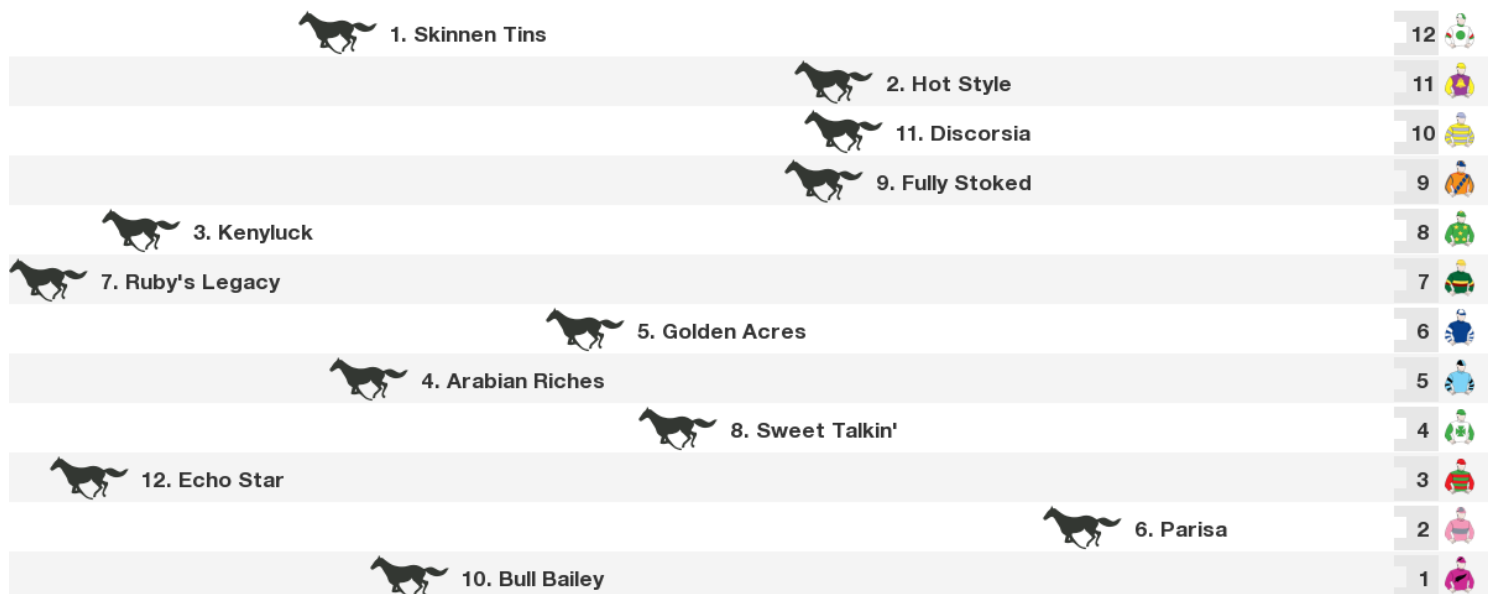 1. Skinnen Tins 12
2. Hot Style 11
11. Discorsia 10
9. Fully Stoked 9
3. Kenyluck 8
7. Ruby's Legacy 7
5. Golden Acres 6
4. Arabian Riches 5
8. Sweet Talkin' 4
12. Echo Star 3
6. Parisa 2
10. Bull Bailey 1